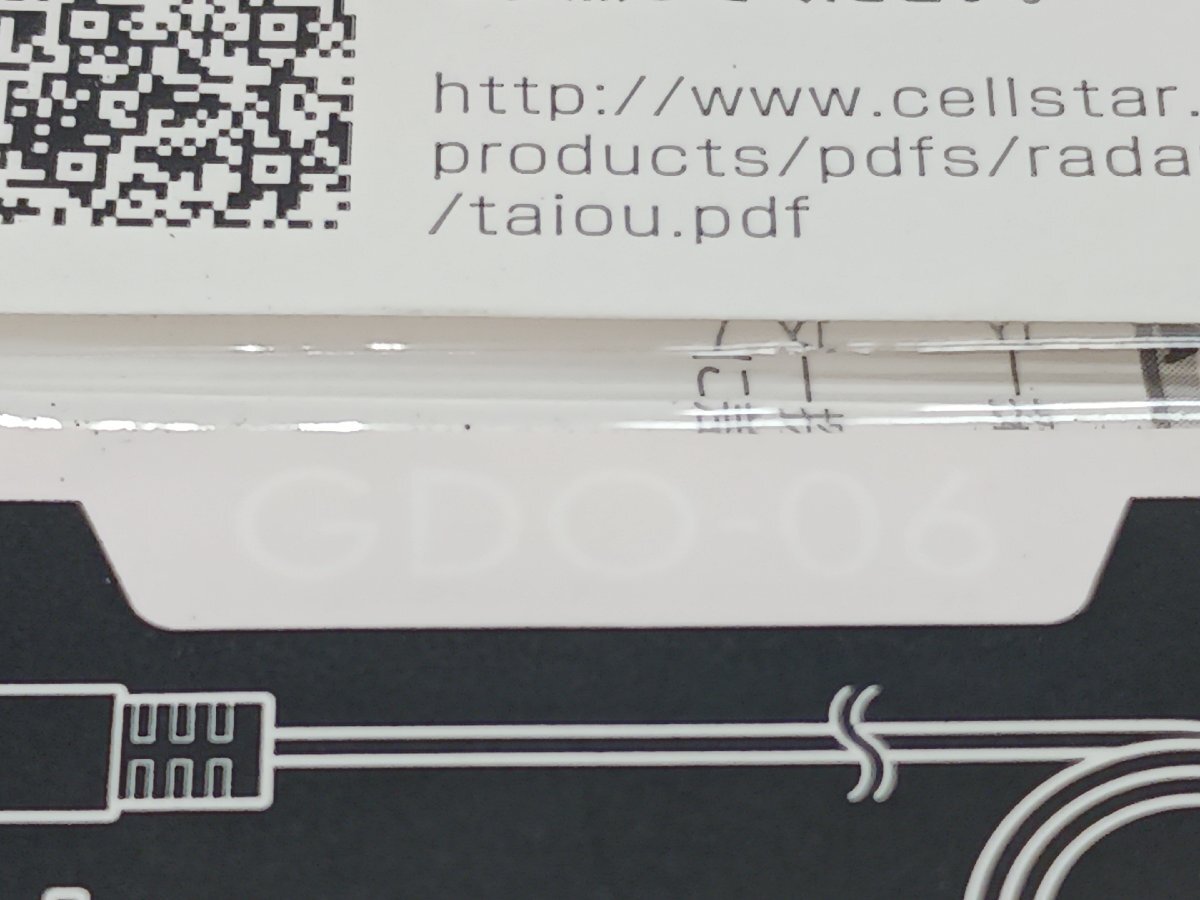 http://www.cellstar.
products/pdfs/rada
/taiou.pdf
GDO-06